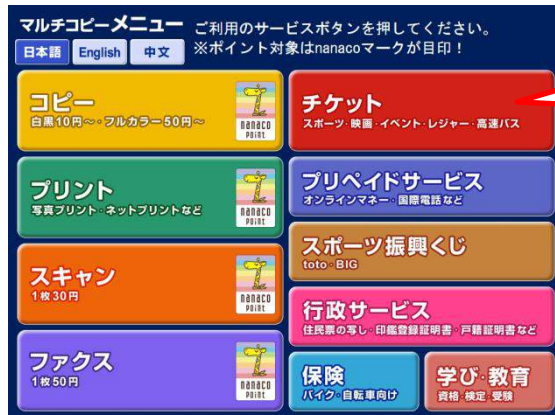 マルチコピーメニュー
ご利用のサービスボタンを押してください。
※ポイント対象はnanacoマークが目印！
日本語 English 中文
コピー
白黒10円～・フルカラー50円～
nanaco
POINT
チケット
スポーツ・映画・イベント・レジャー・高速バス
プリント
写真プリント・ネットプリントなど
nanaco
POINT
プリペイドサービス
オンラインマネー・国際電話など
スキャン
1枚30円
nanaco
POINT
スポーツ振興くじ
toto・BIG
行政サービス
住民票の写し・印鑑登録証明書・戸籍証明書など
ファクス
1枚50円
nanaco
POINT
保険
バイク・自転車向け
学び・教育
資格・検定・受験